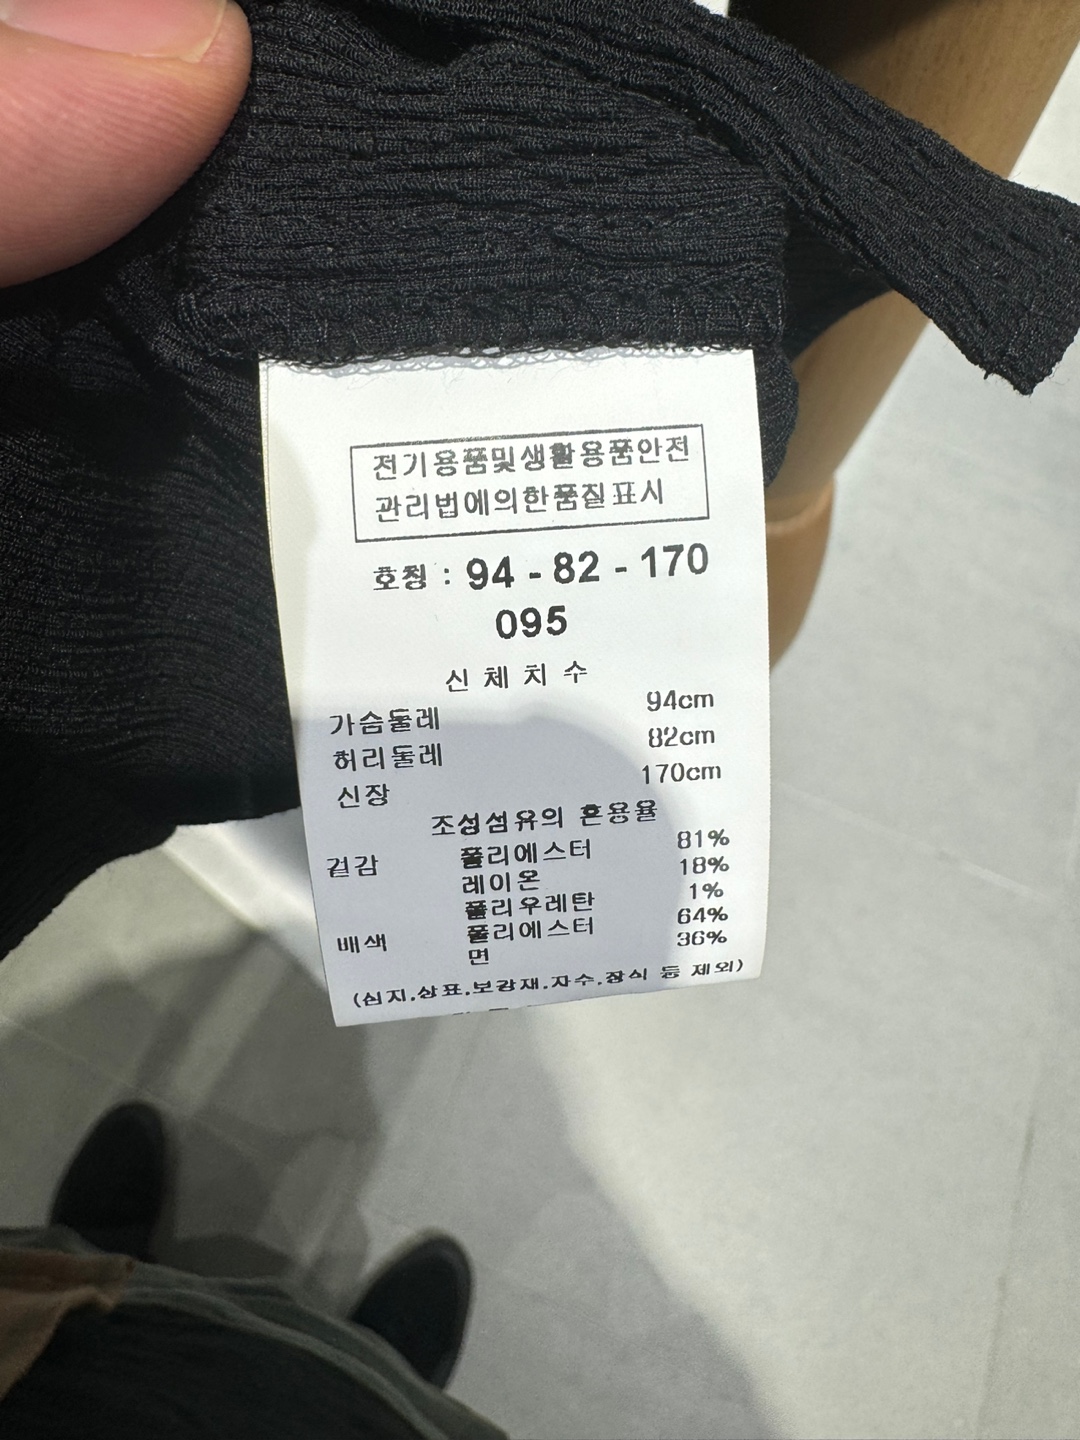 전기용품및생활용품안전
관리법에의한품질표시
호칭 : 94 - 82 - 170
095
신 체 치 수
가슴둘레 94cm
허리둘레 82cm
신장 170cm
조성섬유의 혼용율
겉감 폴리에스터 81%
레이온 18%
폴리우레탄 1%
배색 폴리에스터 64%
면 36%
(심지,상표,보강재,자수,장식 등 제외)